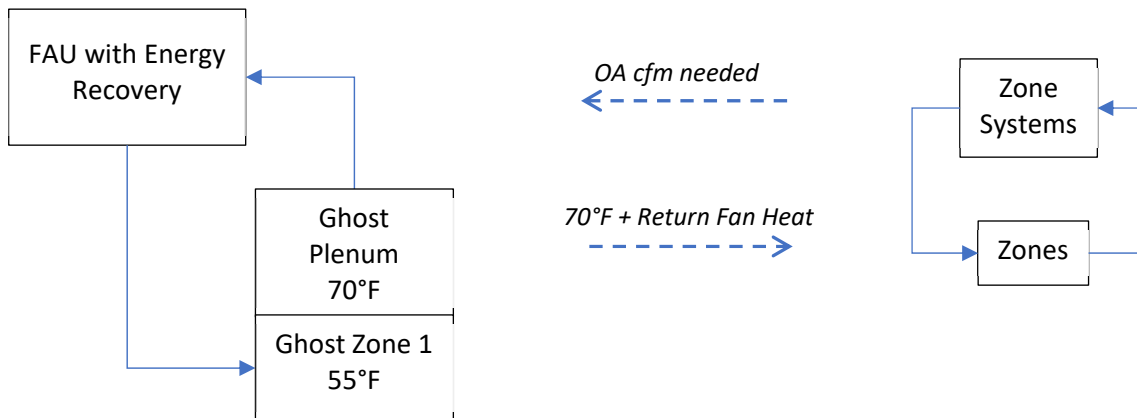 FAU with Energy
Recovery
OA cfm needed
Zone
Systems
Ghost
Plenum
70°F
70°F + Return Fan Heat
Zones
Ghost Zone 1
55°F